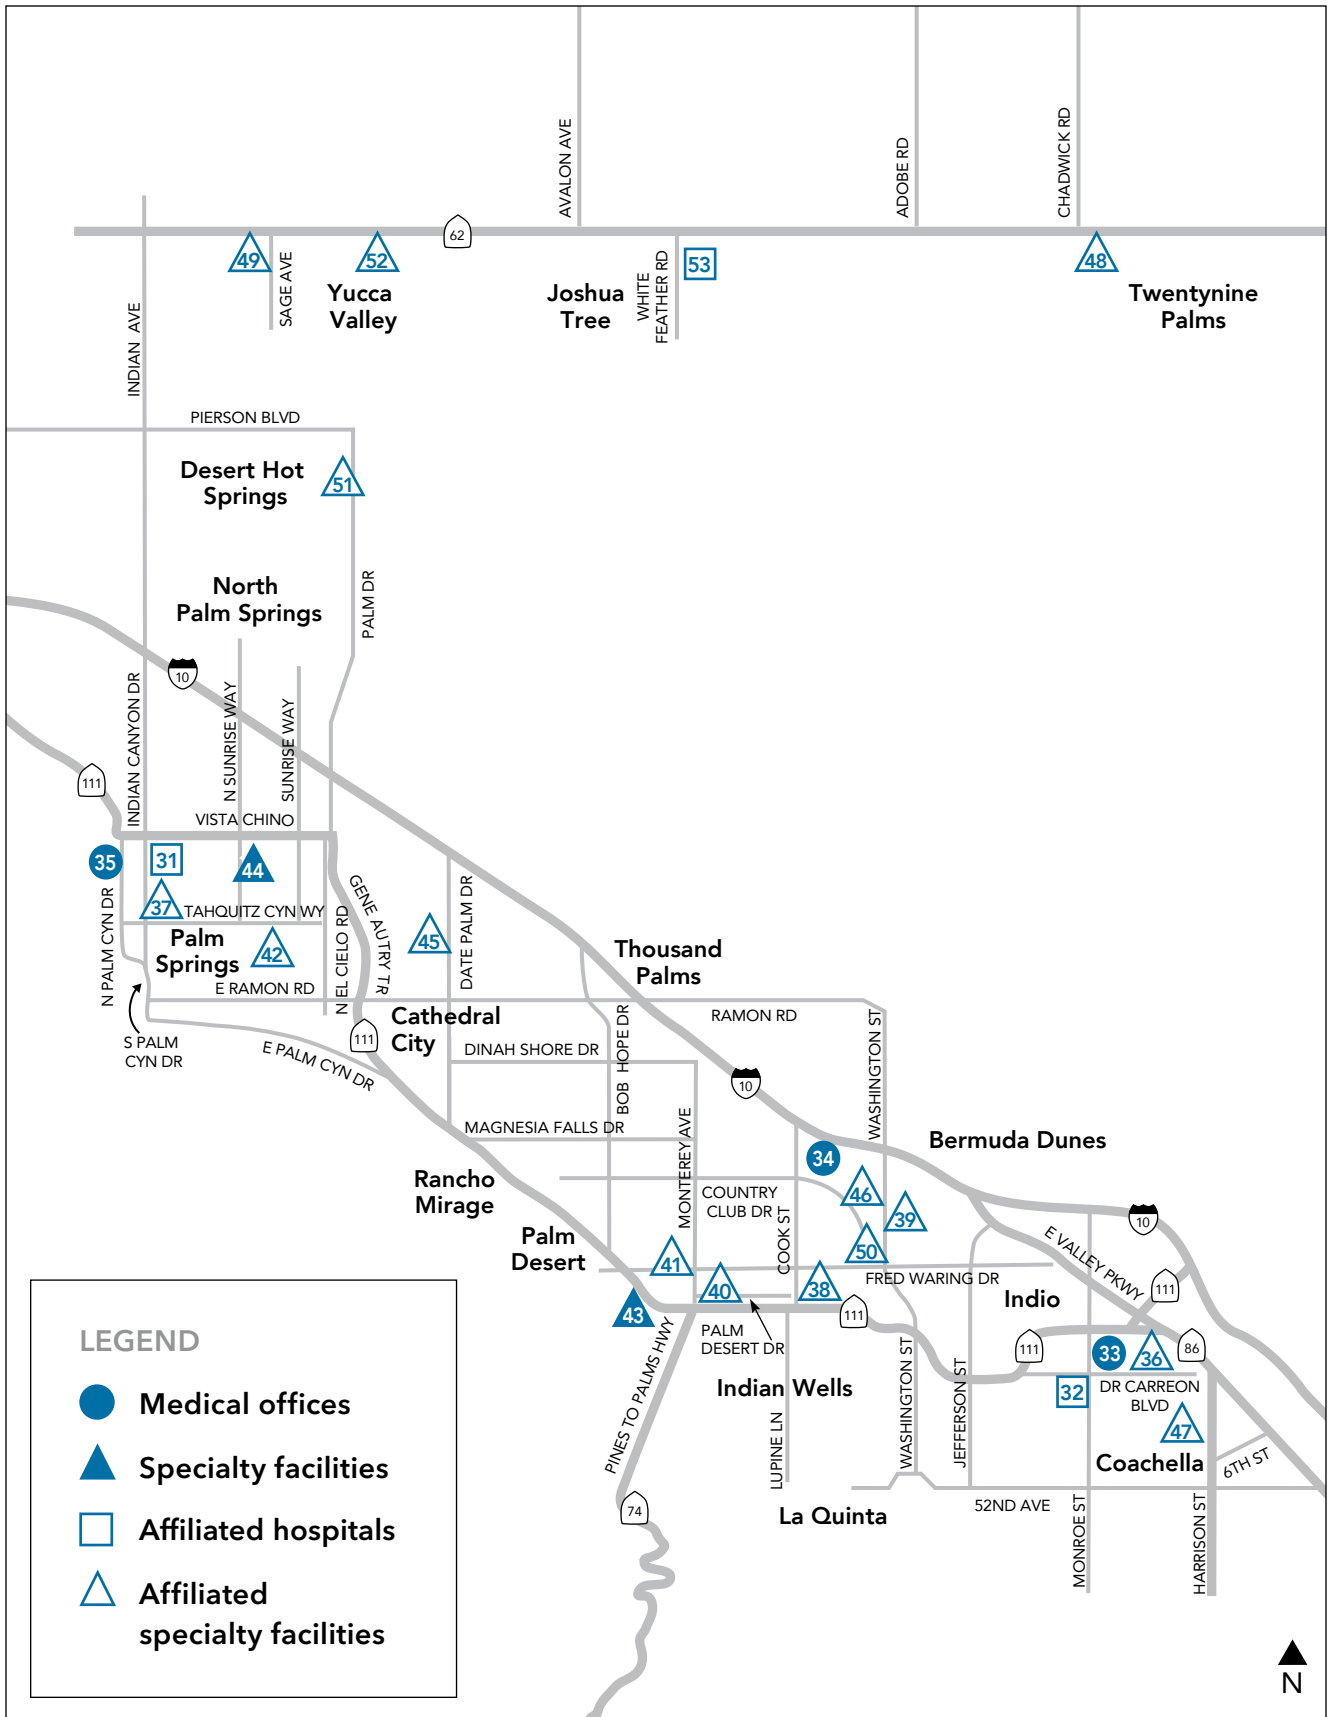 AVALON AVE
ADOBE RD
CHADWICK RD
62
49
52
53
48
SAGE AVE
Yucca
Valley
Joshua
Tree
WHITE
FEATHER RD
Twentynine
Palms
INDIAN AVE
PIERSON BLVD
Desert Hot
Springs
51
North
Palm Springs
PALM DR
10
INDIAN CANYON DR
N SUNRISE WAY
SUNRISE WAY
111
VISTA CHINO
35
31
44
37
TAHQUITZ CYN WY
N PALM CYN DR
Palm
Springs
42
E RAMON RD
N EL CIELO RD
GENE AUTRY TR
45
DATE PALM DR
Thousand
Palms
S PALM
CYN DR
E PALM CYN DR
111
Cathedral
City
RAMON RD
WASHINGTON ST
DINAH SHORE DR
BOB HOPE DR
10
MAGNESIA FALLS DR
MONTEREY AVE
Bermuda Dunes
34
Rancho
Mirage
COUNTRY
CLUB DR
46
39
COOK ST
Palm
Desert
50
10
E VALLEY PKWY
41
40
38
FRED WARING DR
111
Indio
43
111
PALM
DESERT DR
111
33
36
86
PINES TO PALMS HWY
Indian Wells
WASHINGTON ST
JEFFERSON ST
32
DR CARREON
BLVD
47
LUPINE LN
Coachella
6TH ST
74
La Quinta
52ND AVE
MONROE ST
HARRISON ST
LEGEND
Medical offices
Specialty facilities
Affiliated hospitals
Affiliated
specialty facilities
N